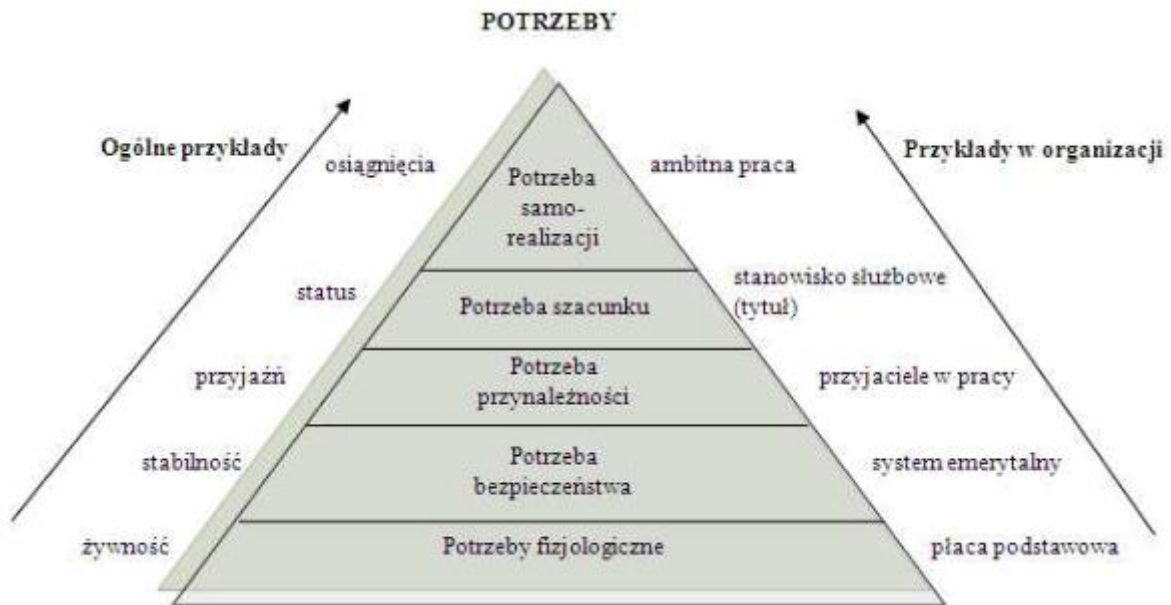 POTRZEBY
Ogólne przykłady
Przykłady w organizacji
osiągnięcia
Potrzeba
samo-
realizacji
ambitna praca
status
Potrzeba szacunku
stanowisko służbowe
(tytuł)
przyjaźń
Potrzeba
przynależności
przyjaciele w pracy
stabilność
Potrzeba
bezpieczeństwa
system emerytalny
żywność
Potrzeby fizjologiczne
płaca podstawowa